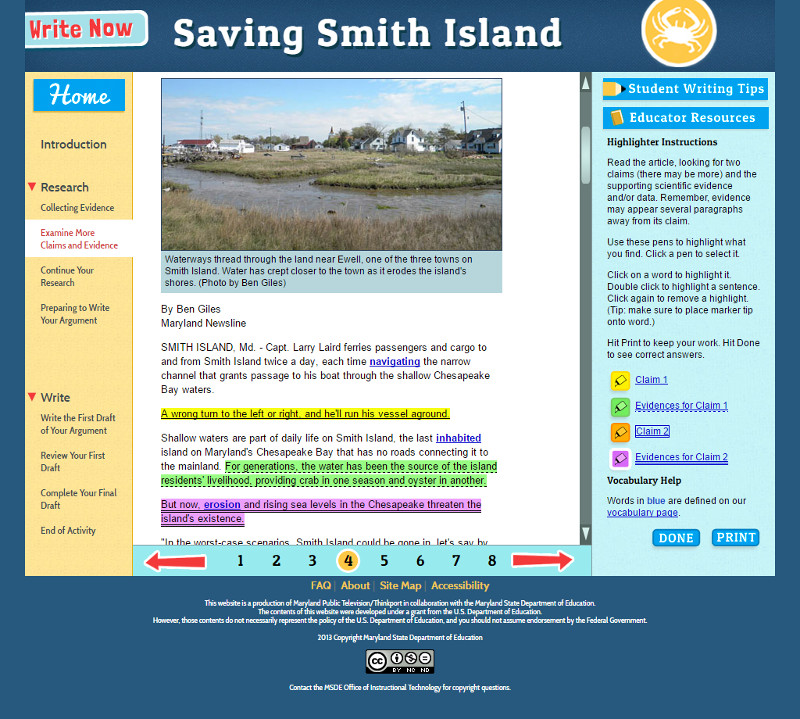 Write Now
Saving Smith Island
Home
Introduction
Research
Collecting Evidence
Examine More
Claims and Evidence
Continue Your
Research
Preparing to Write
Your Argument
Write
Write the First Draft
of Your Argument
Review Your First
Draft
Complete Your Final
Draft
End of Activity
Waterways thread through the land near Ewell, one of the three towns on
Smith Island. Water has crept closer to the town as it erodes the island's
shores. (Photo by Ben Giles)
By Ben Giles
Maryland Newsline
SMITH ISLAND, Md. - Capt. Larry Laird ferries passengers and cargo to
and from Smith Island twice a day, each time navigating the narrow
channel that grants passage to his boat through the shallow Chesapeake
Bay waters.
A wrong turn to the left or right, and he'll run his vessel aground.
Shallow waters are part of daily life on Smith Island, the last inhabited
island on Maryland's Chesapeake Bay that has no roads connecting it to
the mainland. For generations, the water has been the source of the island
residents' livelihood, providing crab in one season and oyster in another.
But now, erosion and rising sea levels in the Chesapeake threaten the
island's existence.
"In the worst-case scenarios, Smith Island could be gone in, let's say by
Student Writing Tips
Educator Resources
Highlighter Instructions
Read the article, looking for two
claims (there may be more) and the
supporting scientific evidence
and/or data. Remember, evidence
may appear several paragraphs
away from its claim.
Use these pens to highlight what
you find. Click a pen to select it.
Click on a word to highlight it.
Double click to highlight a sentence.
Click again to remove a highlight.
(Tip: make sure to place marker tip
onto word.)
Hit Print to keep your work. Hit Done
to see correct answers.
Claim 1
Evidences for Claim 1
Claim 2
Evidences for Claim 2
Vocabulary Help
Words in blue are defined on our
vocabulary page.
DONE PRINT
1 2 3 4 5 6 7 8
FAQ | About | Site Map | Accessibility
This website is a production of Maryland Public Television/Thinkport in collaboration with the Maryland State Department of Education.
The contents of this website were developed under a grant from the U.S. Department of Education.
However, those contents do not necessarily represent the policy of the U.S. Department of Education, and you should not assume endorsement by the Federal Government.
2013 Copyright Maryland State Department of Education
cc
BY NC ND
Contact the MSDE Office of Instructional Technology for copyright questions.